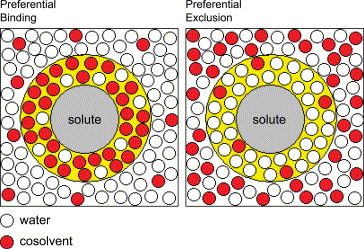 Preferential
Binding
Preferential
Exclusion
solute
solute
water
cosolvent